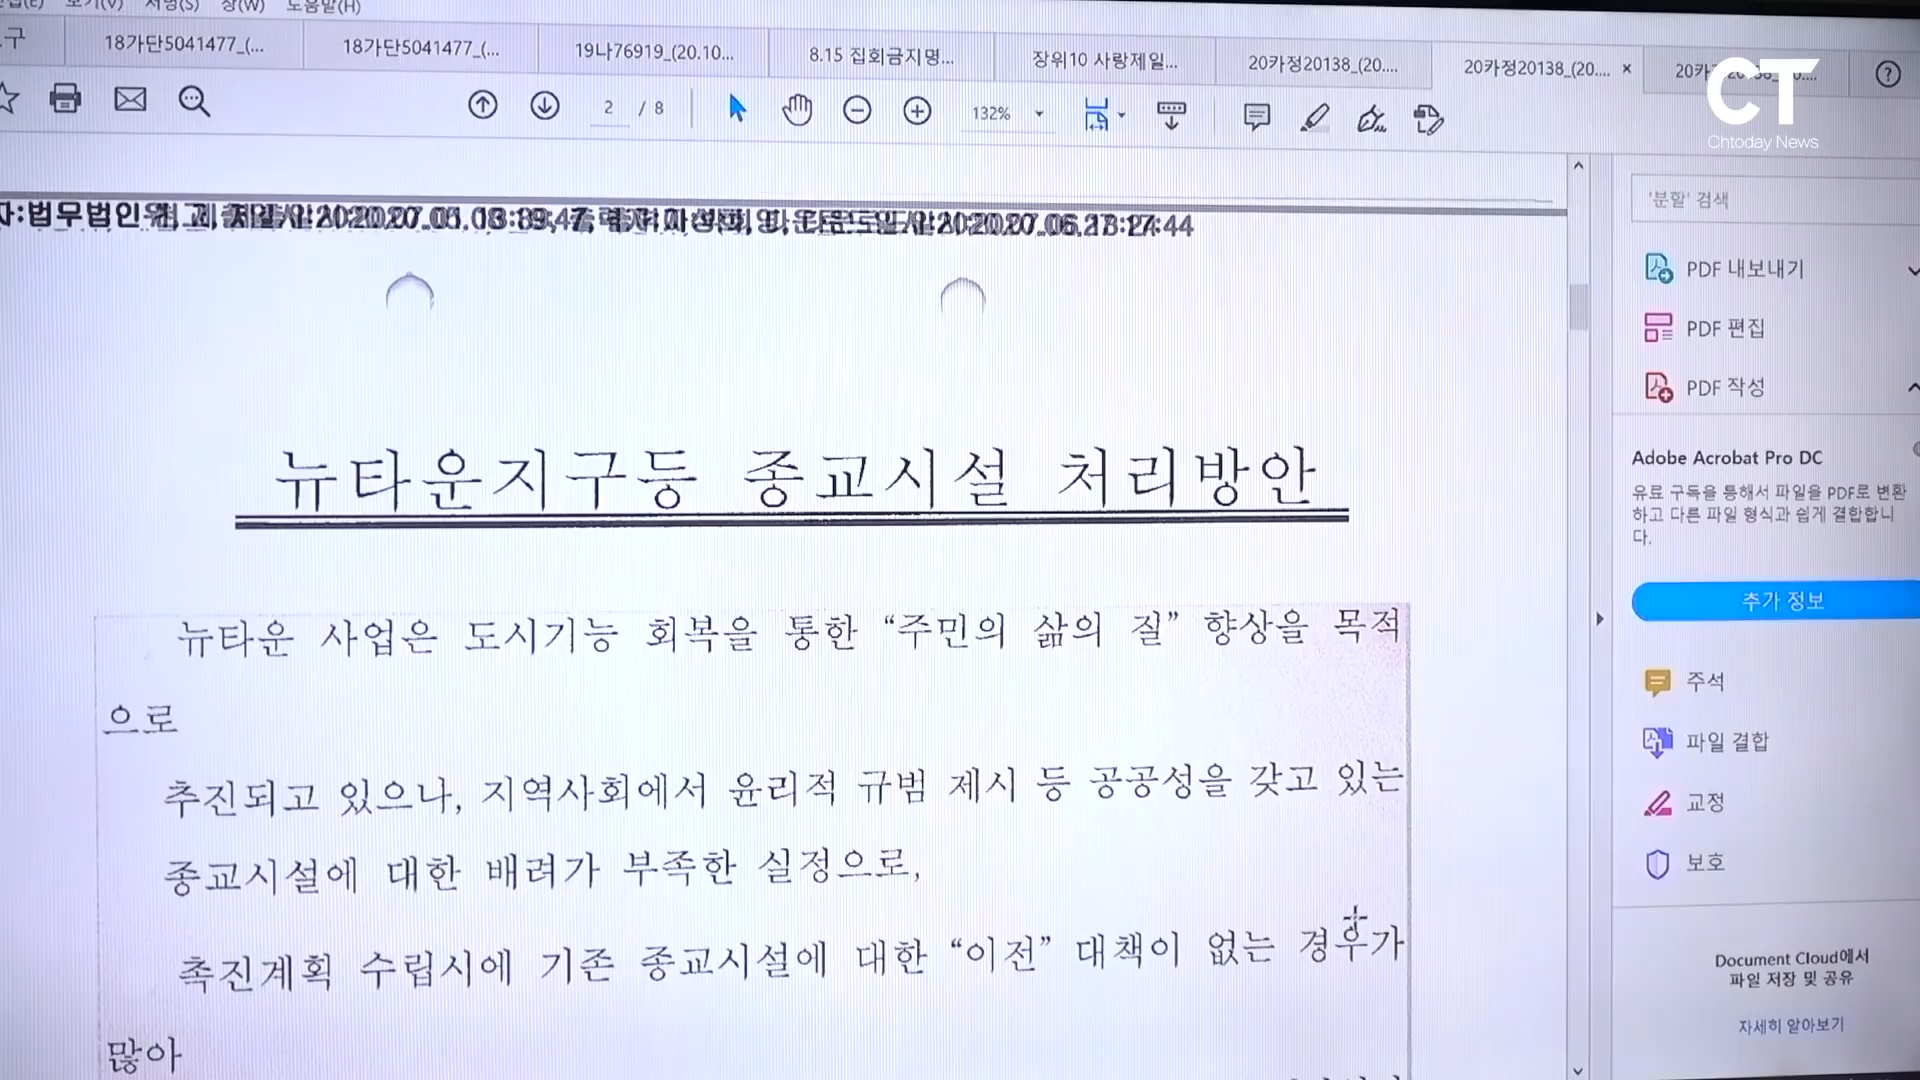 보기(V) 서명(S) 창(W) 도움말(H)
18가단5041477_(...
18가단5041477_(...
19나76919_(20.10...
8.15 집회금지명...
장위10 사랑제일...
20카정20138_(20....
20카정20138_(20....
CT
Chtoday News
2 / 8
132%
자:법무법인
뉴타운지구등 종교시설 처리방안
뉴타운 사업은 도시기능 회복을 통한 “주민의 삶의 질” 향상을 목적
으로
추진되고 있으나, 지역사회에서 윤리적 규범 제시 등 공공성을 갖고 있는
종교시설에 대한 배려가 부족한 실정으로,
촉진계획 수립시에 기존 종교시설에 대한 “이전” 대책이 없는 경우가
많아
'분할' 검색
PDF 내보내기
PDF 편집
PDF 작성
Adobe Acrobat Pro DC
유료 구독을 통해서 파일을 PDF로 변환
하고 다른 파일 형식과 쉽게 결합합니
다.
추가 정보
주석
파일 결합
교정
보호
Document Cloud에서
파일 저장 및 공유
자세히 알아보기